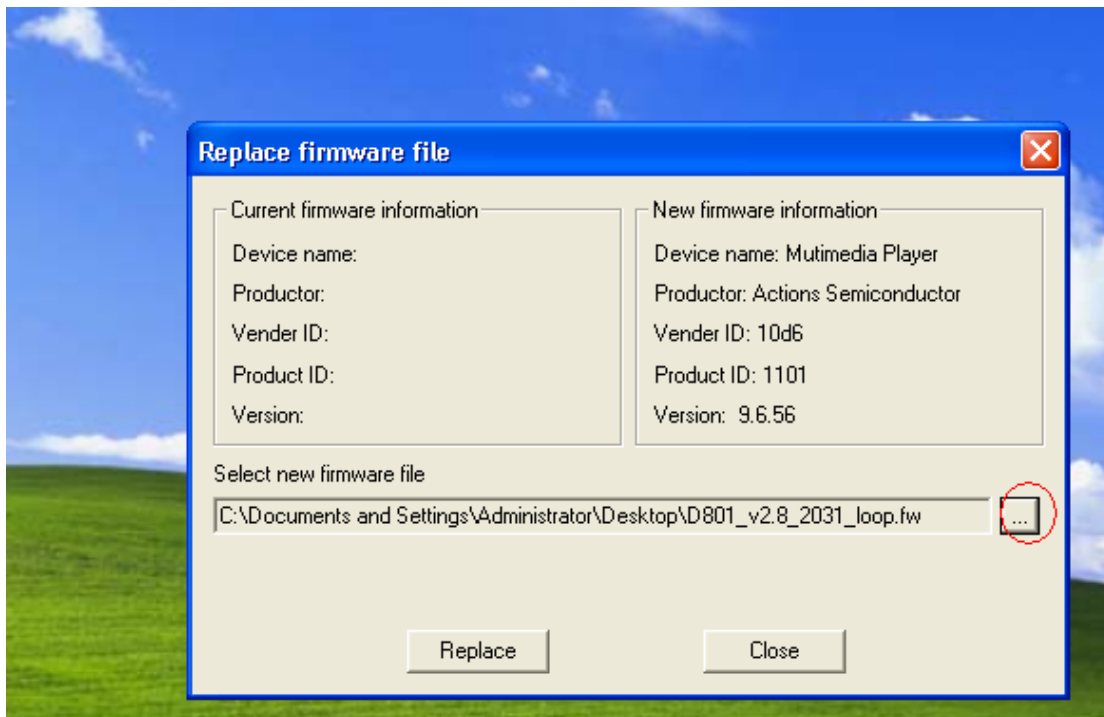 Replace firmware file
Current firmware information
Device name:
Productor:
Vender ID:
Product ID:
Version:
New firmware information
Device name: Mutimedia Player
Productor: Actions Semiconductor
Vender ID: 10d6
Product ID: 1101
Version:  9.6.56
Select new firmware file
C:\Documents and Settings\Administrator\Desktop\D801_v2.8_2031_loop.fw
...
Replace
Close